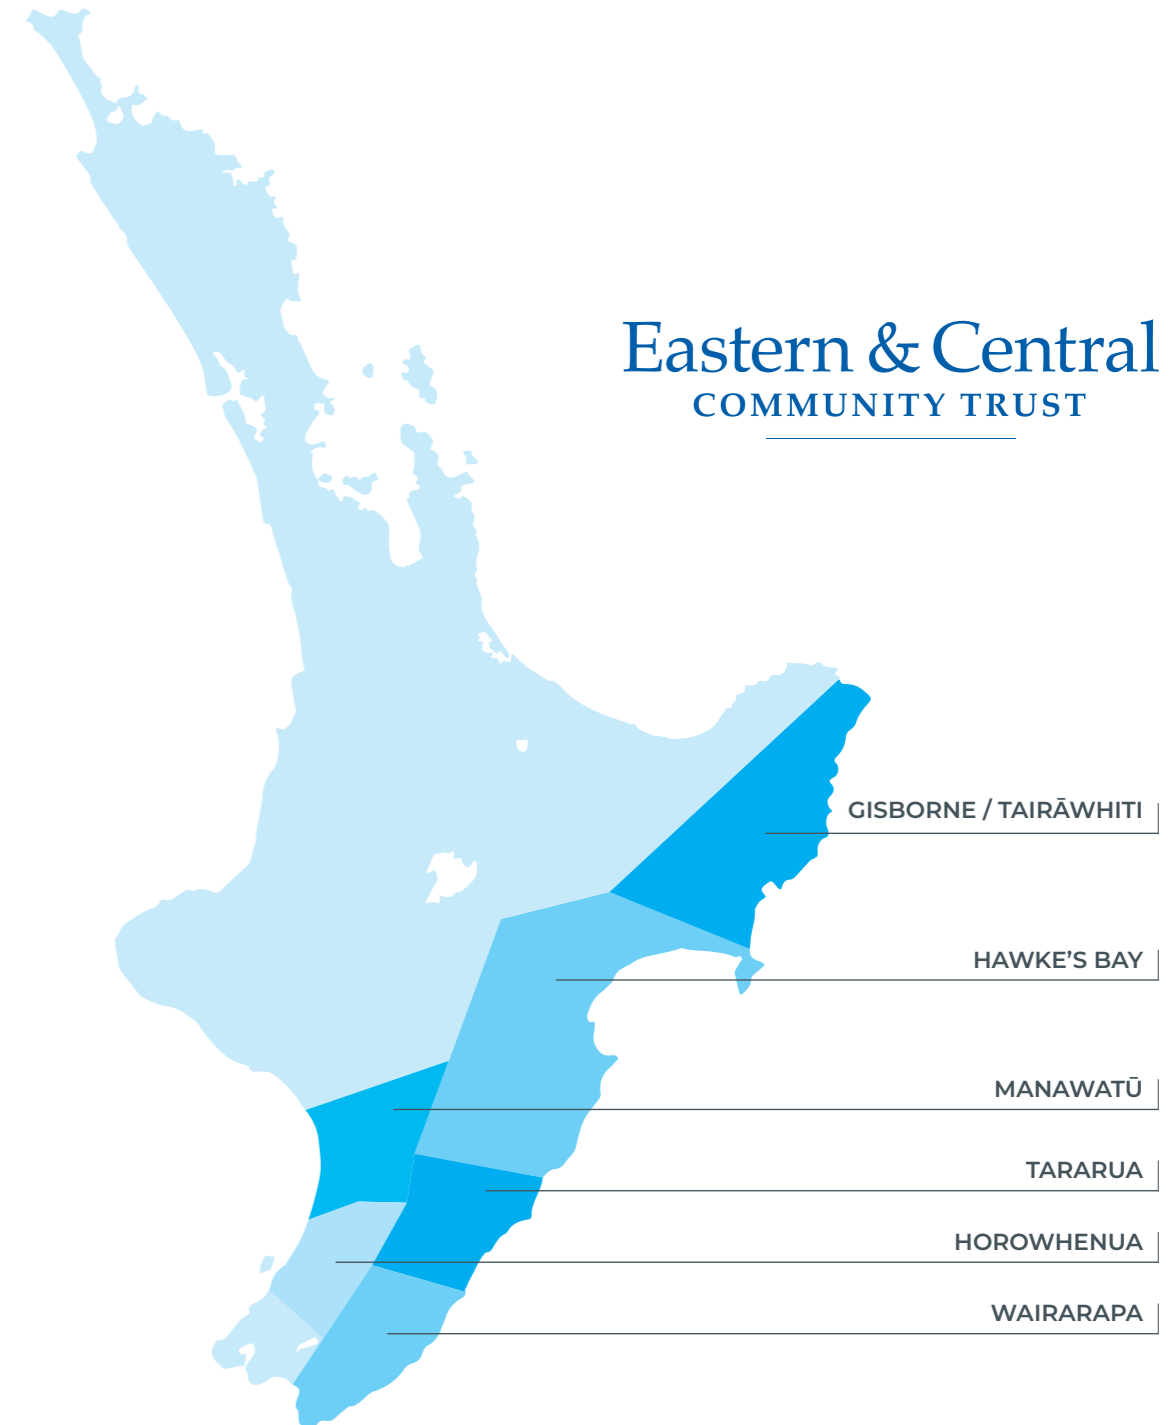 Eastern & Central
COMMUNITY TRUST
GISBORNE / TAIRĀWHITI
HAWKE’S BAY
MANAWATŪ
TARARUA
HOROWHENUA
WAIRARAPA